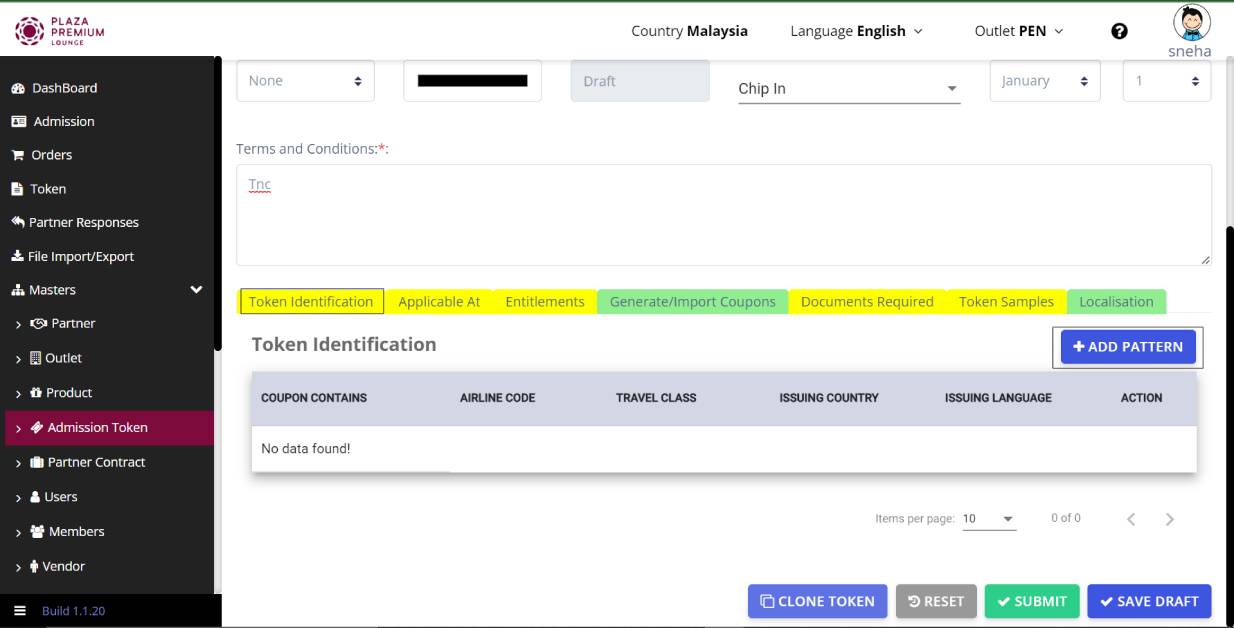 PLAZA
PREMIUM
LOUNGE
Country Malaysia
Language English
Outlet PEN
?
sneha
DashBoard
Admission
Orders
Token
Partner Responses
File Import/Export
Masters
Partner
Outlet
Product
Admission Token
Partner Contract
Users
Members
Vendor
Build 1.1.20
None
Draft
Chip In
January
1
Terms and Conditions:*:
Tnc
Token Identification
Applicable At
Entitlements
Generate/Import Coupons
Documents Required
Token Samples
Localisation
Token Identification
ADD PATTERN
COUPON CONTAINS
AIRLINE CODE
TRAVEL CLASS
ISSUING COUNTRY
ISSUING LANGUAGE
ACTION
No data found!
Items per page: 10
0 of 0
CLONE TOKEN
RESET
SUBMIT
SAVE DRAFT